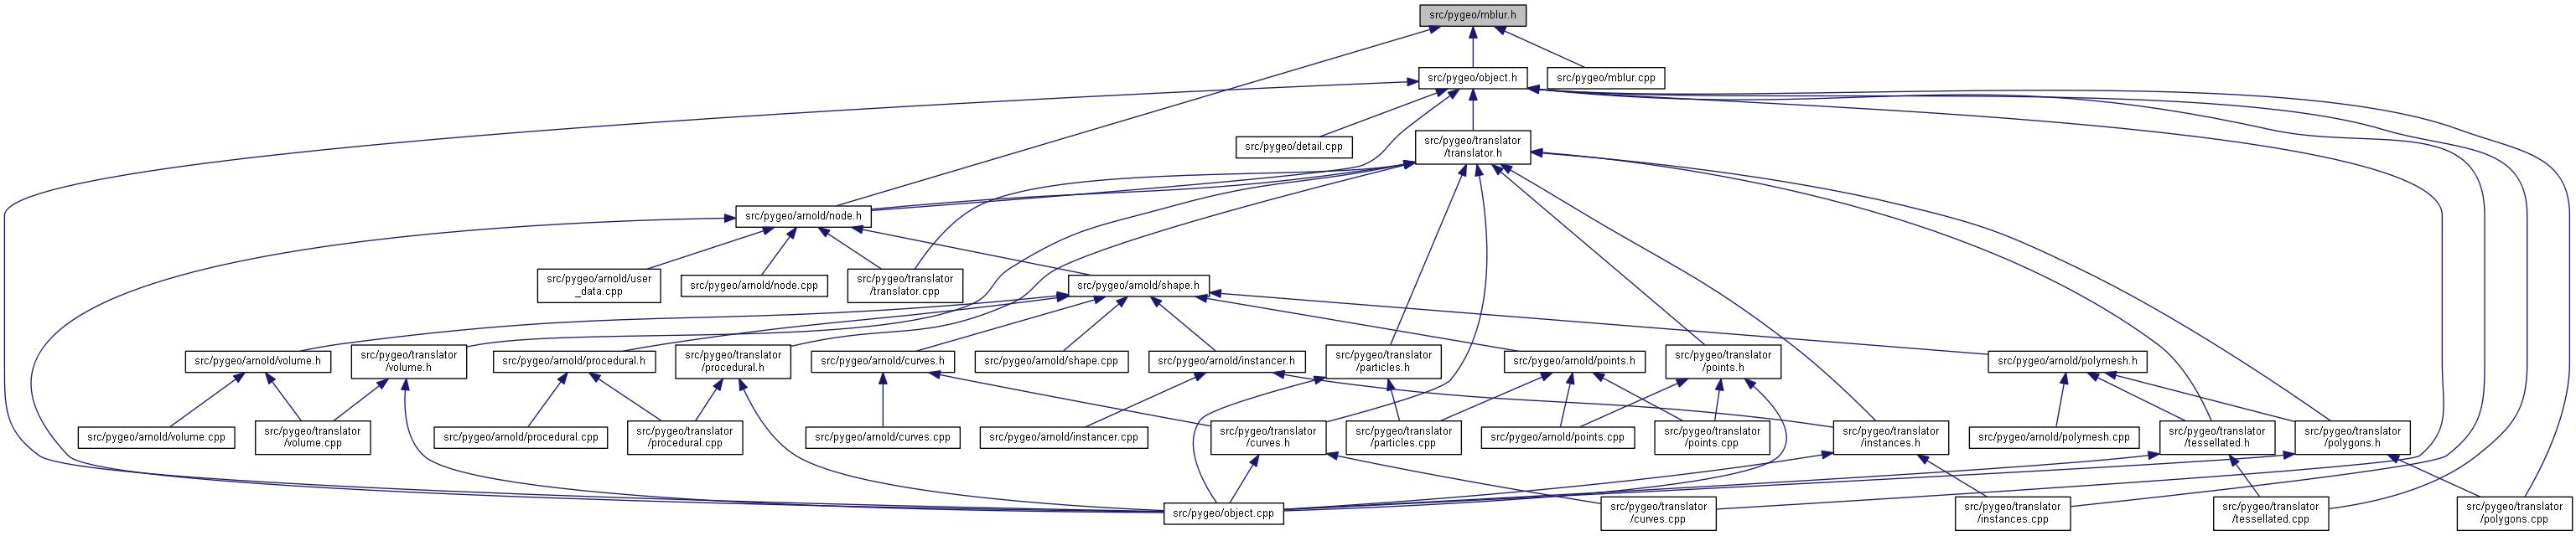 src/pygeo/mblur.h
src/pygeo/object.h
src/pygeo/mblur.cpp
src/pygeo/detail.cpp
src/pygeo/translator
/translator.h
src/pygeo/arnold/node.h
src/pygeo/arnold/user
_data.cpp
src/pygeo/arnold/node.cpp
src/pygeo/translator
/translator.cpp
src/pygeo/arnold/shape.h
src/pygeo/arnold/volume.h
src/pygeo/translator
/volume.h
src/pygeo/arnold/procedural.h
src/pygeo/translator
/procedural.h
src/pygeo/arnold/curves.h
src/pygeo/arnold/shape.cpp
src/pygeo/arnold/instancer.h
src/pygeo/translator
/particles.h
src/pygeo/arnold/points.h
src/pygeo/translator
/points.h
src/pygeo/arnold/polymesh.h
src/pygeo/arnold/volume.cpp
src/pygeo/translator
/volume.cpp
src/pygeo/arnold/procedural.cpp
src/pygeo/translator
/procedural.cpp
src/pygeo/arnold/curves.cpp
src/pygeo/arnold/instancer.cpp
src/pygeo/translator
/curves.h
src/pygeo/translator
/particles.cpp
src/pygeo/arnold/points.cpp
src/pygeo/translator
/points.cpp
src/pygeo/translator
/instances.h
src/pygeo/arnold/polymesh.cpp
src/pygeo/translator
/tessellated.h
src/pygeo/translator
/polygons.h
src/pygeo/object.cpp
src/pygeo/translator
/curves.cpp
src/pygeo/translator
/instances.cpp
src/pygeo/translator
/tessellated.cpp
src/pygeo/translator
/polygons.cpp